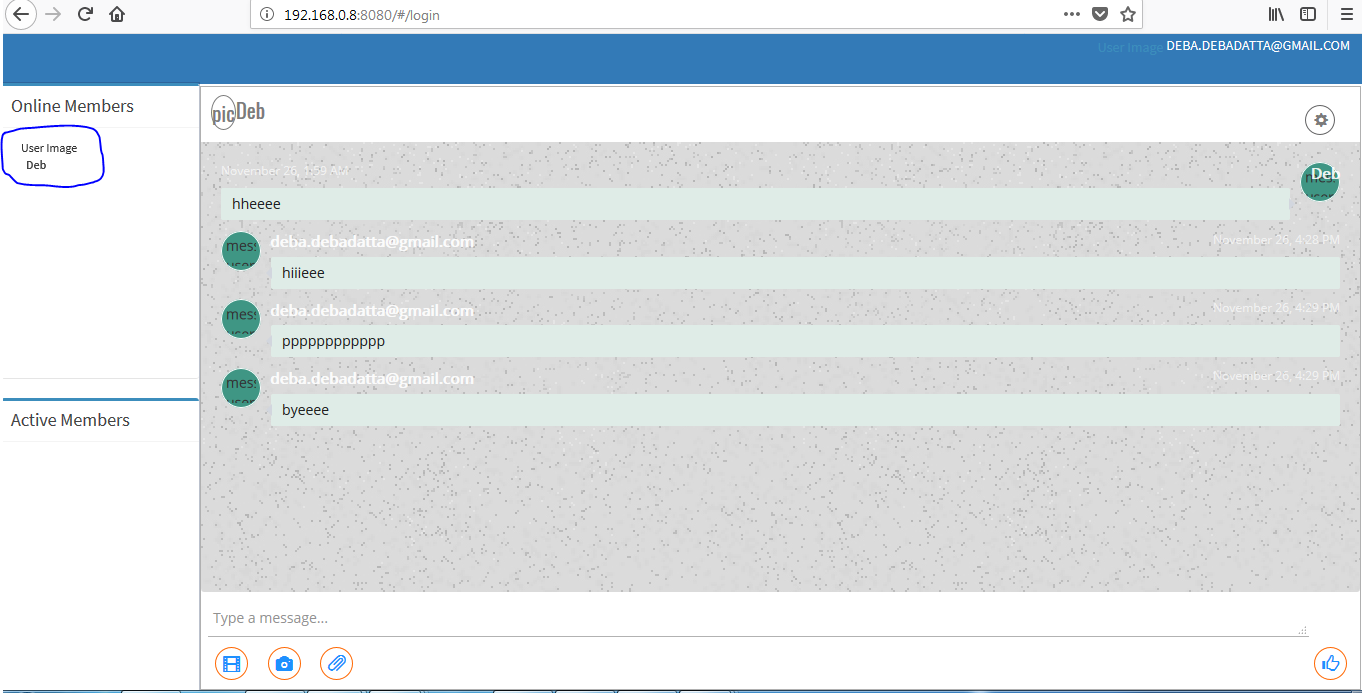 192.168.0.8:8080/#/login
User Image DEBA.DEBADATTA@GMAIL.COM
Online Members
User Image
Deb
picDeb
November 26, 1:59 AM
Deb
hheeee
deba.debadatta@gmail.com November 26, 4:28 PM
hiiieee
deba.debadatta@gmail.com November 26, 4:29 PM
pppppppppppp
deba.debadatta@gmail.com November 26, 4:29 PM
byeeee
Active Members
Type a message...